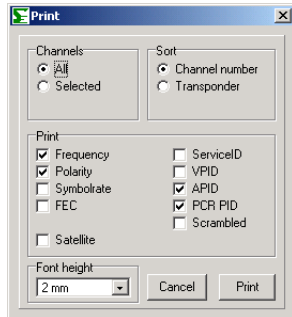 Print
Channels
All
Selected
Sort
Channel number
Transponder
Print
Frequency
Polarity
Symbolrate
FEC
Satellite
ServiceID
VPID
APID
PCR PID
Scrambled
Font height
2 mm
Cancel
Print